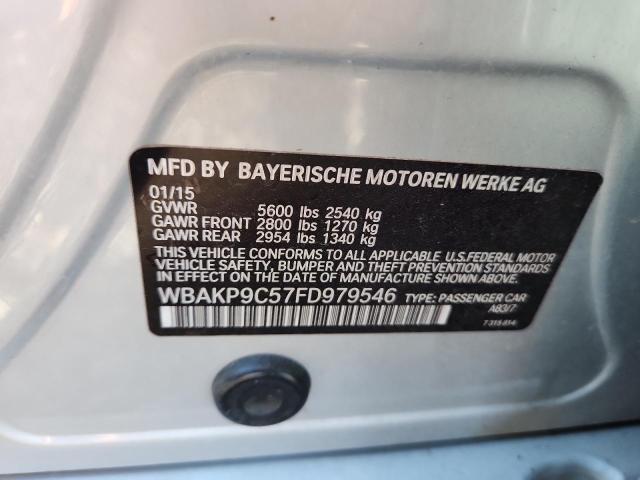 MFD BY BAYERISCHE MOTOREN WERKE AG
01/15
GVWR 5600 lbs 2540 kg
GAWR FRONT 2800 lbs 1270 kg
GAWR REAR 2954 lbs 1340 kg
THIS VEHICLE CONFORMS TO ALL APPLICABLE U.S.FEDERAL MOTOR
VEHICLE SAFETY, BUMPER AND THEFT PREVENTION STANDARDS
IN EFFECT ON THE DATE OF MANUFACTURE SHOWN ABOVE.
WBAKP9C57FD979546 TYPE: PASSENGER CAR
A83/7